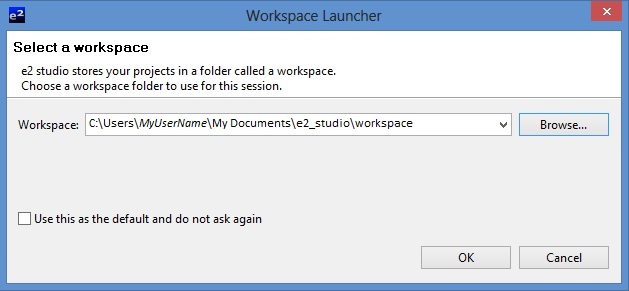 e² Workspace Launcher
Select a workspace
e2 studio stores your projects in a folder called a workspace.
Choose a workspace folder to use for this session.
Workspace: C:\Users\MyUserName\My Documents\e2_studio\workspace Browse...
Use this as the default and do not ask again
OK Cancel